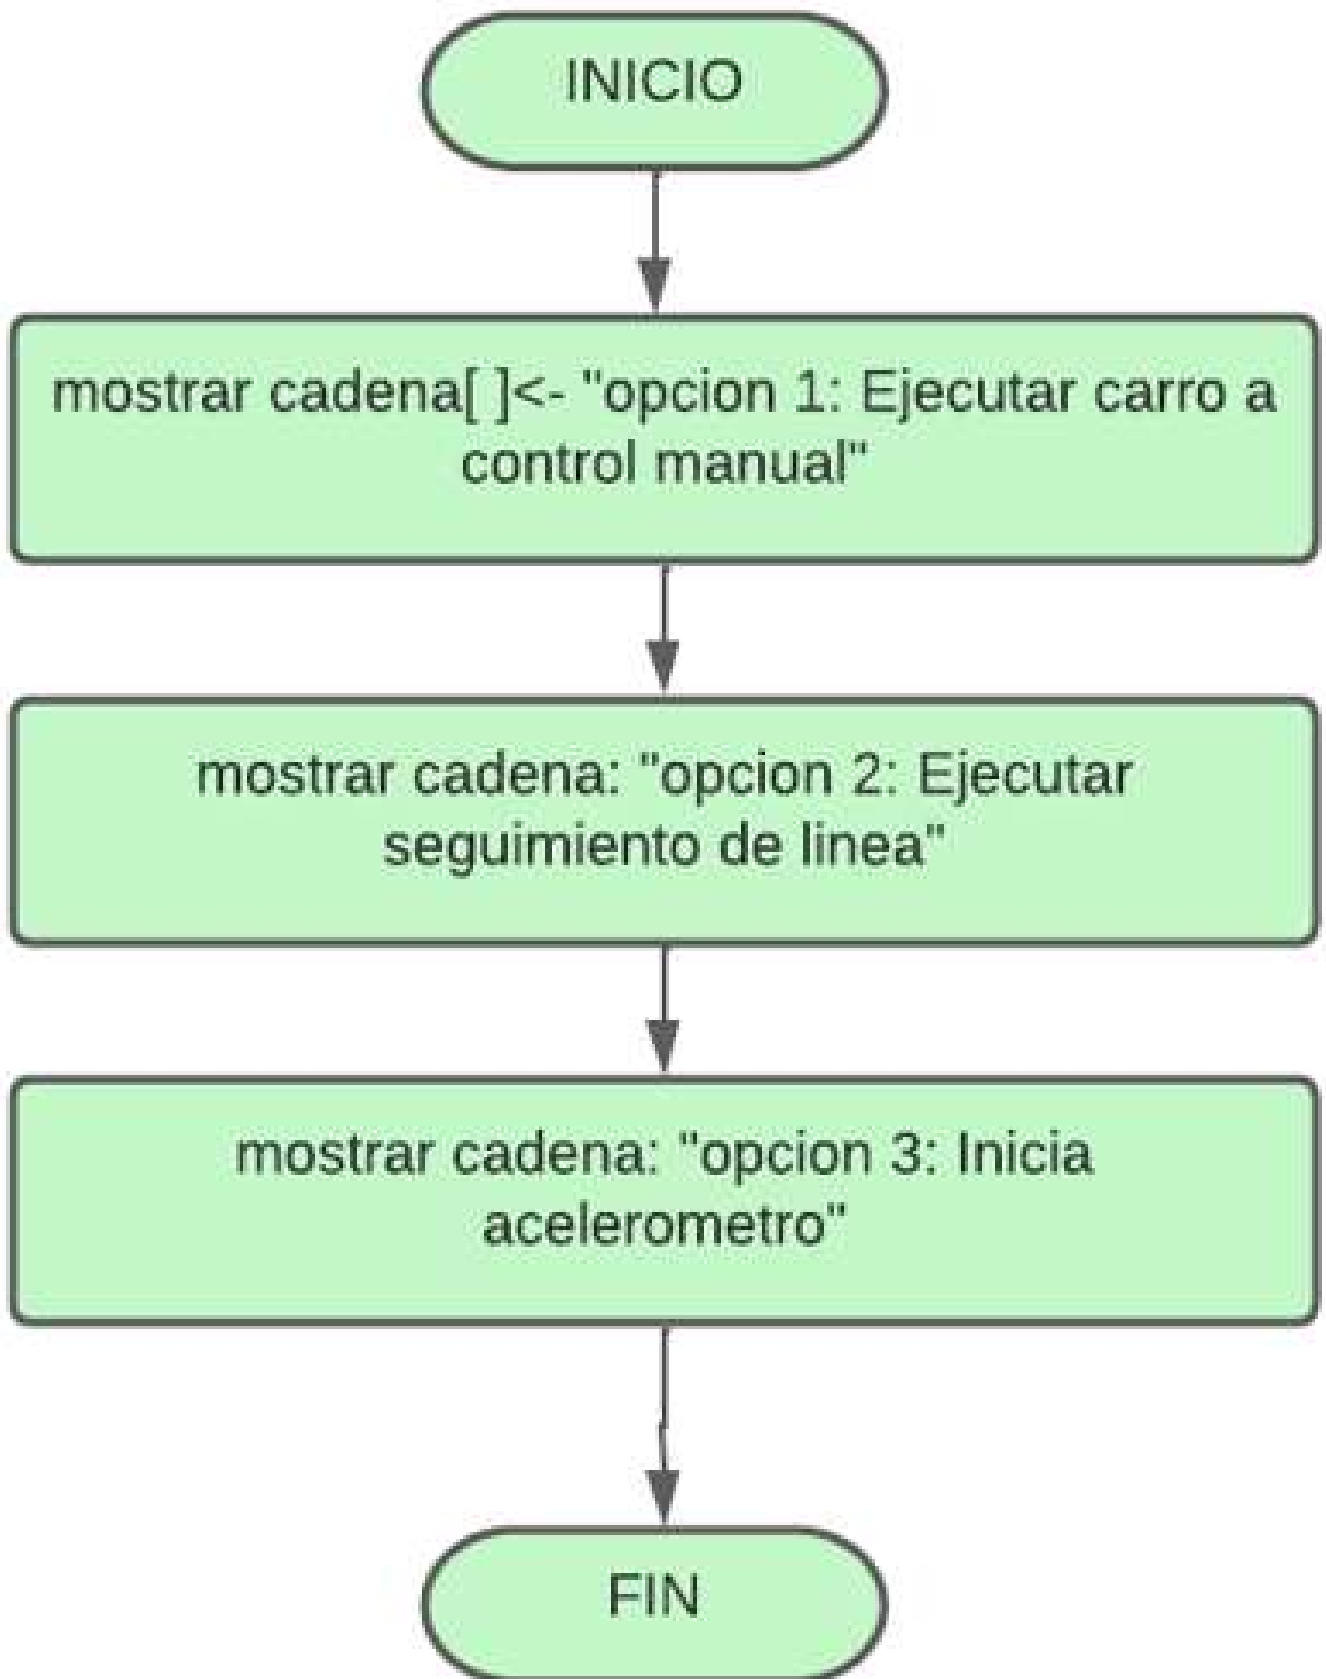 INICIO
mostrar cadena[ ]<- "opcion 1: Ejecutar carro a
control manual"
mostrar cadena: "opcion 2: Ejecutar
seguimiento de linea"
mostrar cadena: "opcion 3: Inicia
acelerometro"
FIN